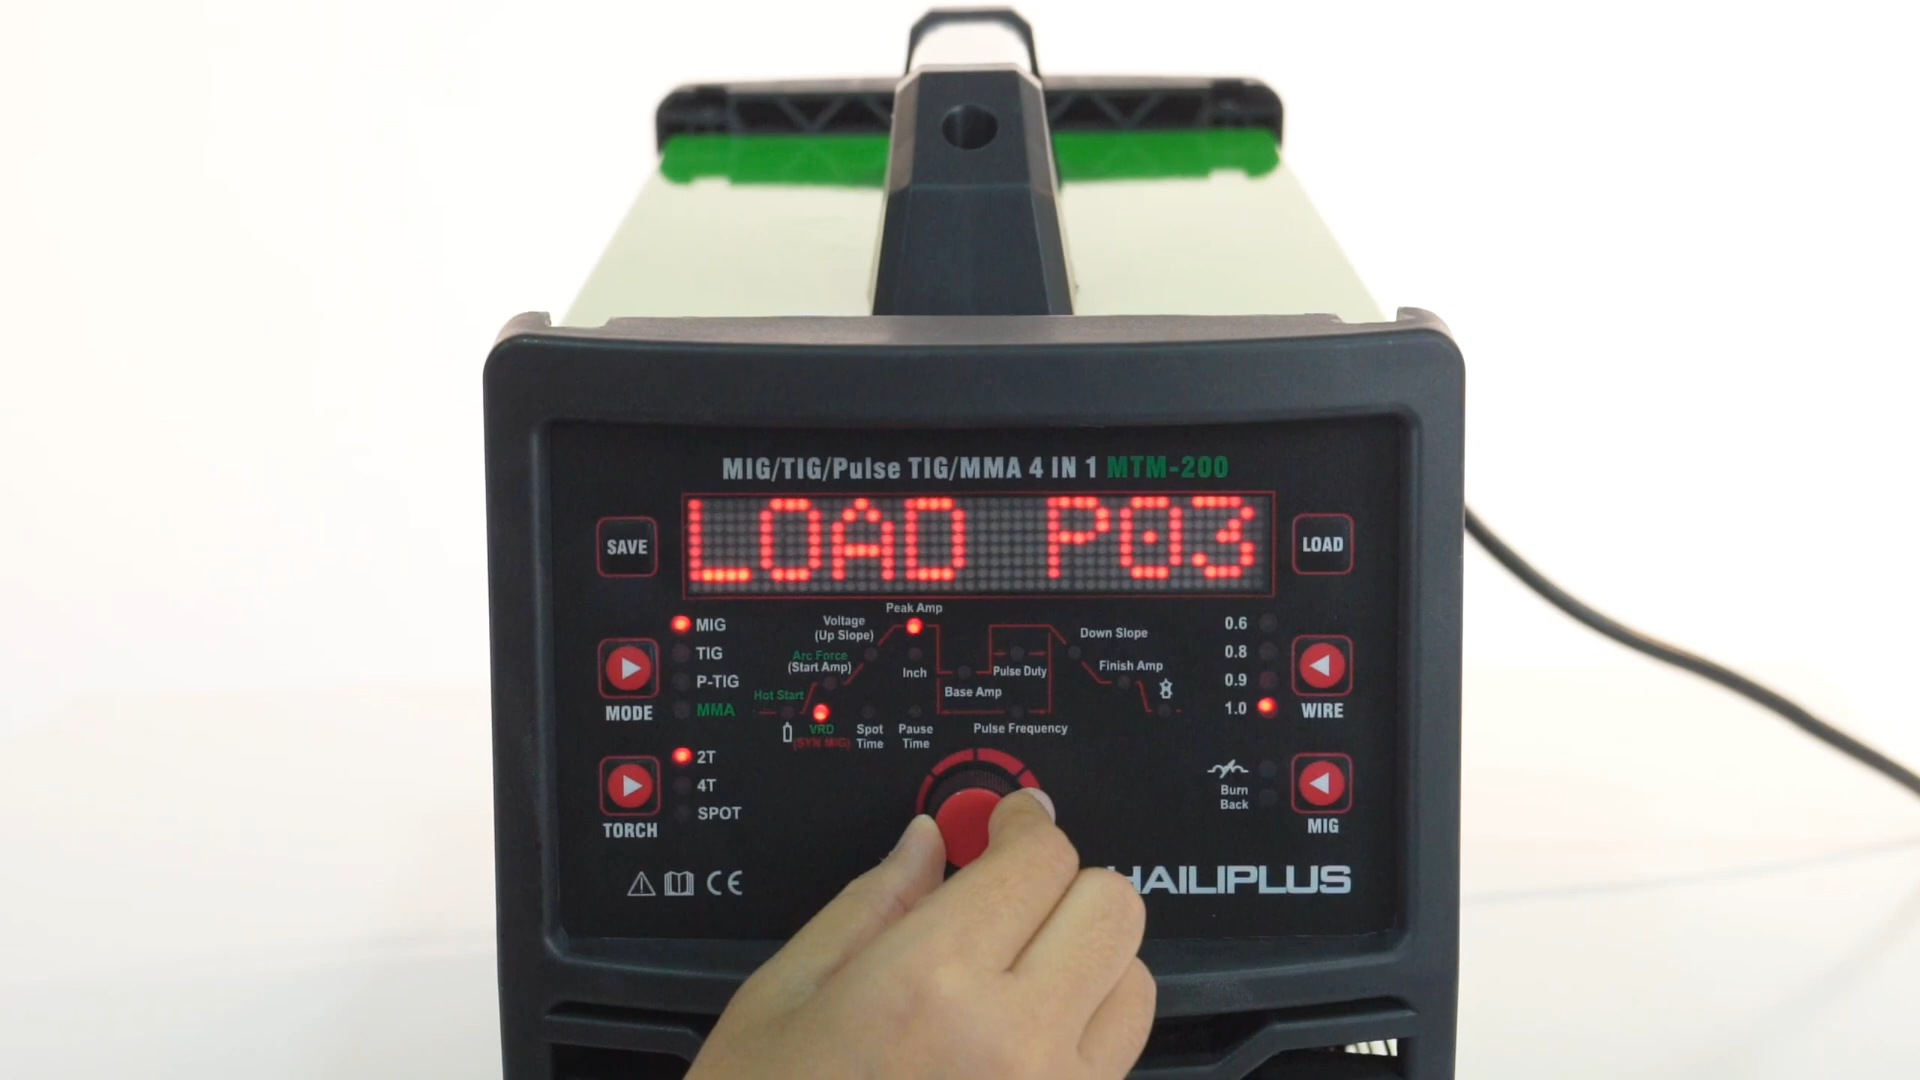 MIG/TIG/Pulse TIG/MMA 4 IN 1 MTM-200
SAVE
LOAD P03
LOAD
MIG
TIG
P-TIG
MMA
MODE
2T
4T
SPOT
TORCH
Peak Amp
Voltage
(Up Slope)
Arc Force
(Start Amp)
Hot Start
VRD
(SYN MIG)
Spot
Time
Pause
Time
Inch
Base Amp
Pulse Duty
Pulse Frequency
Down Slope
Finish Amp
0.6
0.8
0.9
1.0
WIRE
Burn
Back
MIG
CE
HAILIPLUS